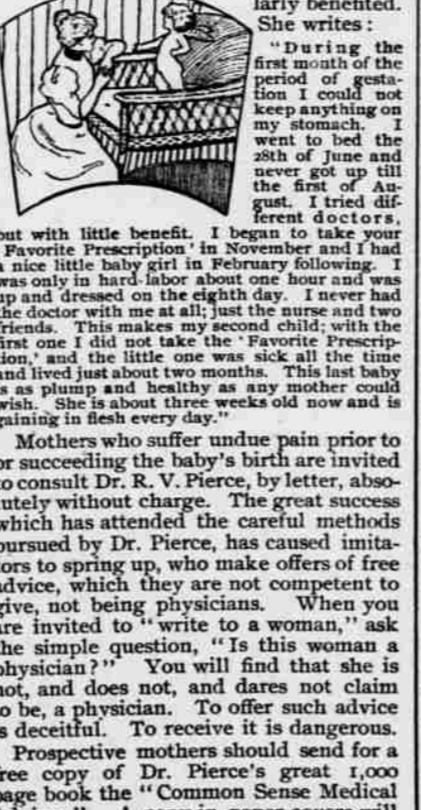 larly benefited.
She writes:
"During the
first month of the
period of gesta-
tion I could not
keep anything on
my stomach. I
went to bed the
28th of June and
never got up till
the first of Au-
gust. I tried dif-
ferent doctors,
but with little benefit. I began to take your
'Favorite Prescription' in November and I had
a nice little baby girl in February following. I
was only in hard-labor about one hour and was
up and dressed on the eighth day. I never had
the doctor with me at all; just the nurse and two
friends. This makes my second child; with the
first one I did not take the 'Favorite Prescrip-
tion,' and the little one was sick all the time
and lived just about two months. This last baby
is as plump and healthy as any mother could
wish. She is about three weeks old now and is
gaining in flesh every day."
Mothers who suffer undue pain prior to
or succeeding the baby's birth are invited
to consult Dr. R. V. Pierce, by letter, abso-
lutely without charge. The great success
which has attended the careful methods
pursued by Dr. Pierce, has caused imita-
tors to spring up, who make offers of free
advice, which they are not competent to
give, not being physicians. When you
are invited to "write to a woman," ask
the simple question, "Is this woman a
physician?" You will find that she is
not, and does not, and dares not claim
to be, a physician. To offer such advice
is deceitful. To receive it is dangerous.
Prospective mothers should send for a
free copy of Dr. Pierce's great 1,000
page book the "Common Sense Medical